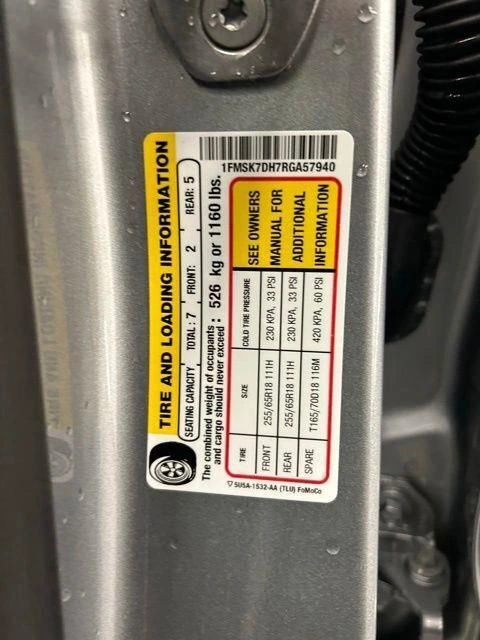 1FMSK7DH7RGA57940
TIRE AND LOADING INFORMATION
SEATING CAPACITY TOTAL: 7 FRONT: 2 REAR: 5
The combined weight of occupants
and cargo should never exceed : 526 kg or 1160 lbs.
TIRE SIZE COLD TIRE PRESSURE SEE OWNERS
FRONT 255/65R18 111H 230 KPA, 33 PSI MANUAL FOR
REAR 255/65R18 111H 230 KPA, 33 PSI ADDITIONAL
SPARE T165/70D18 116M 420 KPA, 60 PSI INFORMATION
5U5A-1532-AA (TLU) FoMoCo